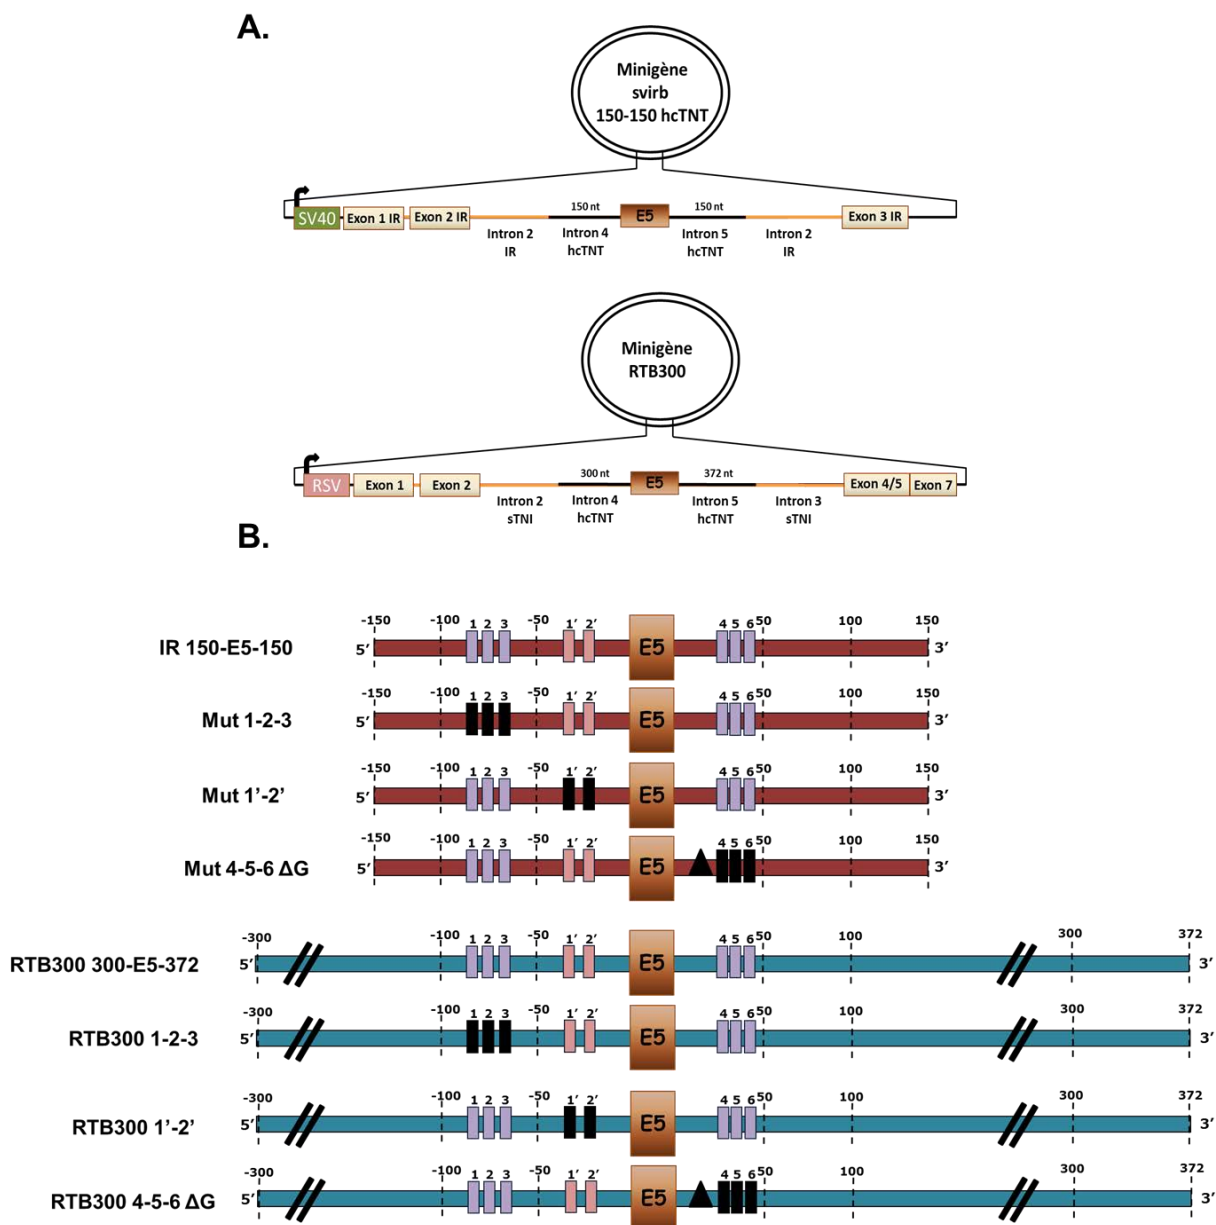 A.
Minigène
svirb
150-150 hcTNT
SV40 Exon 1 IR Exon 2 IR 150 nt E5 150 nt Exon 3 IR
Intron 2 Intron 4 Intron 5 Intron 2
IR hcTNT hcTNT IR
Minigène
RTB300
RSV Exon 1 Exon 2 300 nt E5 372 nt Exon 4/5 Exon 7
Intron 2 Intron 4 Intron 5 Intron 3
sTNI hcTNT hcTNT sTNI
B.
-150 -100 -50 1' 2' 50 100 150
1 2 3 4 5 6
IR 150-E5-150 5' E5 3'
-150 -100 -50 1' 2' 50 100 150
1 2 3 4 5 6
Mut 1-2-3 5' E5 3'
-150 -100 -50 1' 2' 50 100 150
1 2 3 4 5 6
Mut 1'-2' 5' E5 3'
-150 -100 -50 1' 2' 50 100 150
1 2 3 4 5 6
Mut 4-5-6 ΔG 5' E5 3'
-300 -100 -50 1' 2' 50 100 300 372
1 2 3 4 5 6
RTB300 300-E5-372 5' E5 3'
-300 -100 -50 1' 2' 50 100 300 372
1 2 3 4 5 6
RTB300 1-2-3 5' E5 3'
-300 -100 -50 1' 2' 50 100 300 372
1 2 3 4 5 6
RTB300 1'-2' 5' E5 3'
-300 -100 -50 1' 2' 50 100 300 372
1 2 3 4 5 6
RTB300 4-5-6 ΔG 5' E5 3'